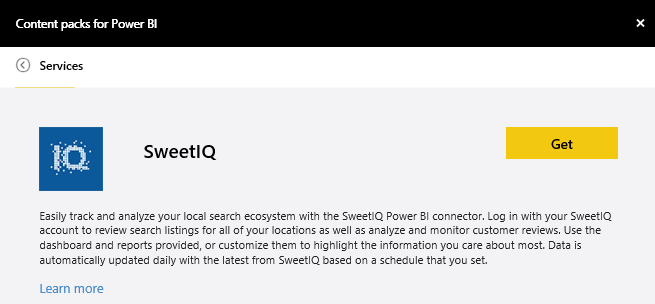 Content packs for Power BI
Services
IQ
SweetIQ
Get
Easily track and analyze your local search ecosystem with the SweetIQ Power BI connector. Log in with your SweetIQ
account to review search listings for all of your locations as well as analyze and monitor customer reviews. Use the
dashboard and reports provided, or customize them to highlight the information you care about most. Data is
automatically updated daily with the latest from SweetIQ based on a schedule that you set.
Learn more